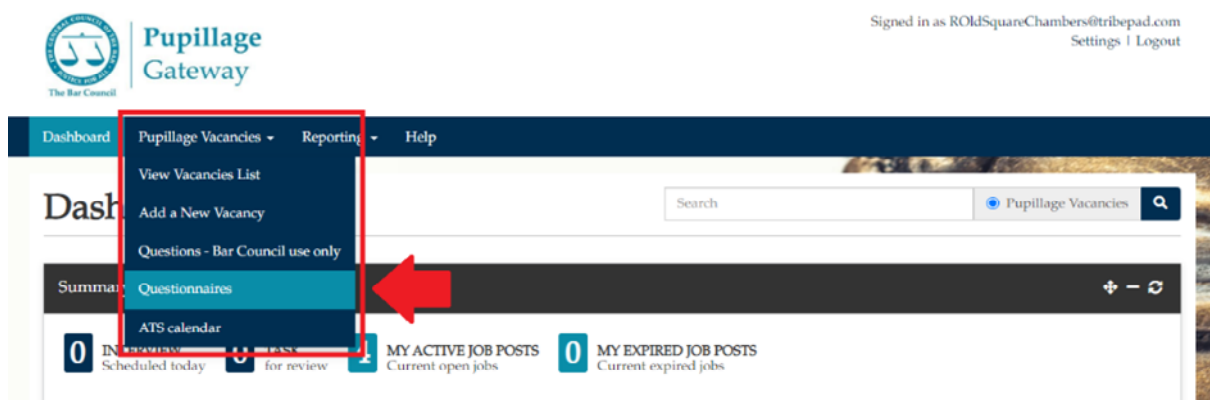 Signed in as ROldSquareChambers@tribepad.com
Settings | Logout
Pupillage
Gateway
The Bar Council
Dashboard Pupillage Vacancies Reporting Help
View Vacancies List
Dash
Search
Pupillage Vacancies
Add a New Vacancy
Questions - Bar Council use only
Summar
Questionnaires
ATS calendar
0 INTERVIEW
Scheduled today
0 TASK
for review
4 MY ACTIVE JOB POSTS
Current open jobs
0 MY EXPIRED JOB POSTS
Current expired jobs